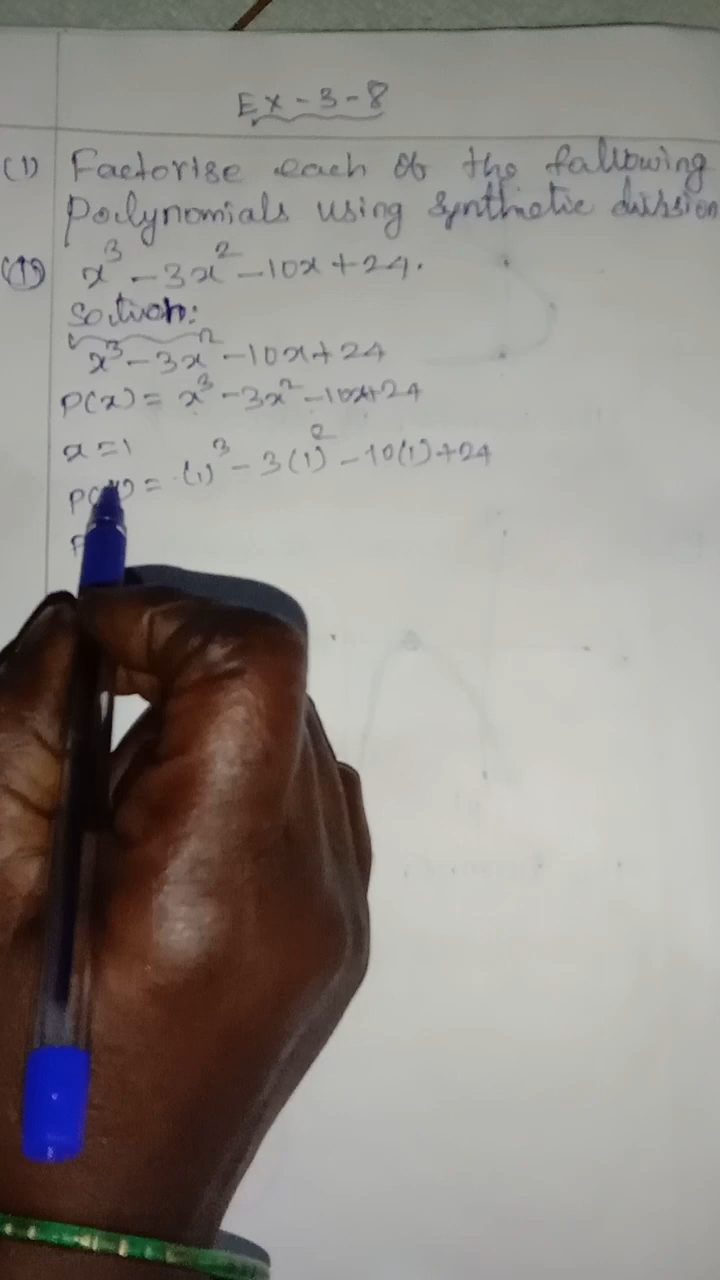 Ex-3-8
(1) Factorise each of the following
Polynomials using Synthetic division
x³ - 3x² - 10x + 24.
Solution:
x³ - 3x² - 10x + 24
P(x) = x³ - 3x² - 10x + 24
x = 1
= (1)³ - 3(1)² - 10(1) + 24